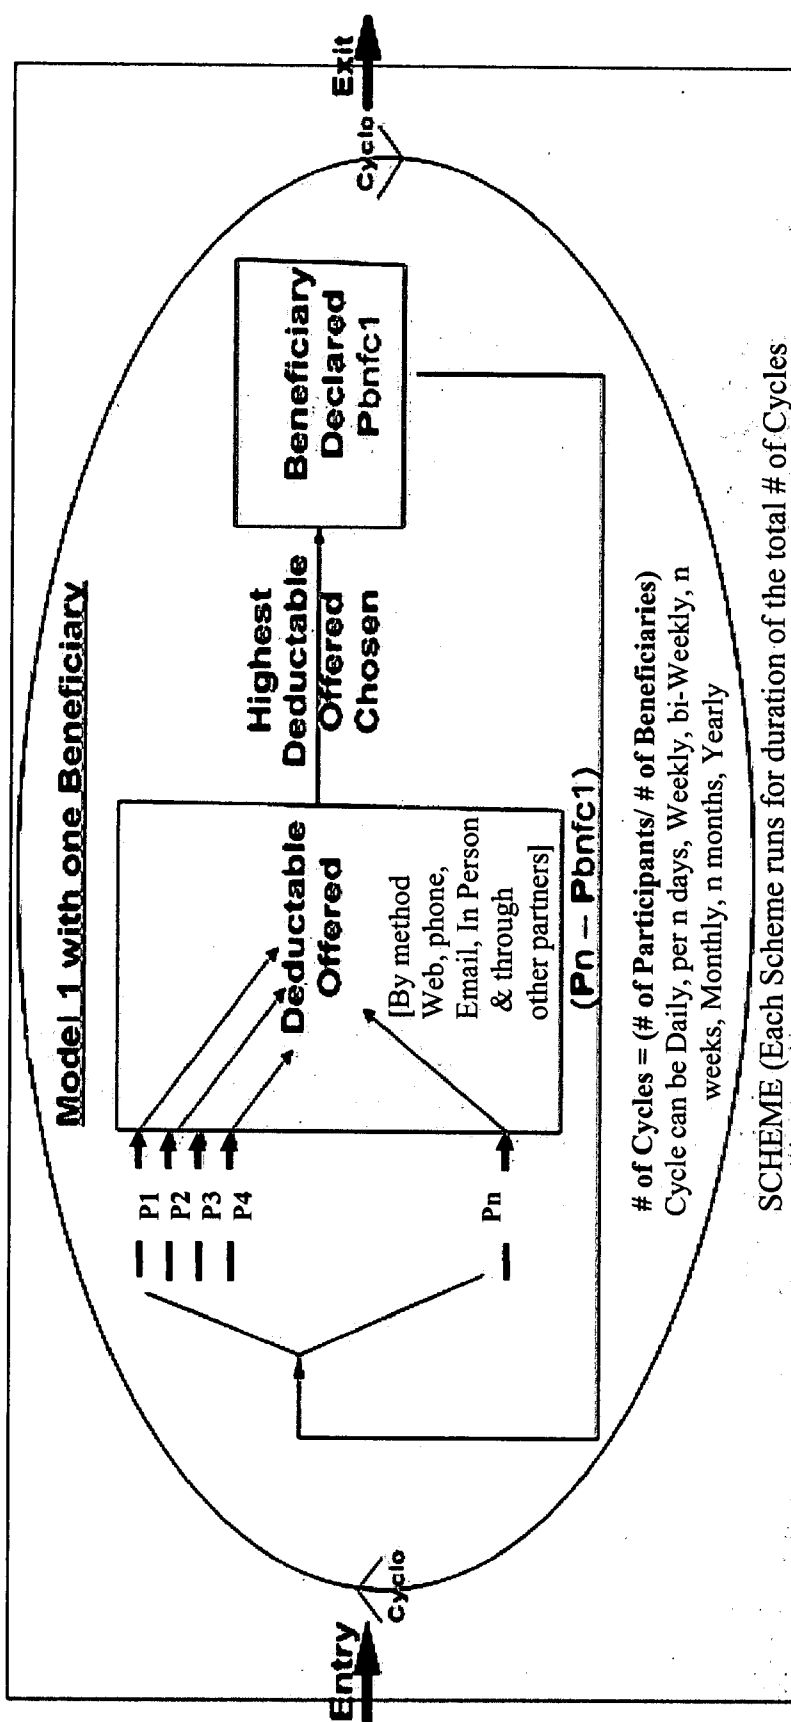 Model 1 with one Beneficiary
Entry
Cyclo
P1
P2
P3
P4
Pn
Deductable
Offered
[By method
Web, phone,
Email, In Person
& through
other partners]
Highest
Deductable
Offered
Chosen
Beneficiary
Declared
Pbnfc1
Cyclo
Exit
(Pn – Pbnfc1)
# of Cycles = (# of Participants/ # of Beneficiaries)
Cycle can be Daily, per n days, Weekly, bi-Weekly, n
weeks, Monthly, n months, Yearly
SCHEME (Each Scheme runs for duration of the total # of Cycles